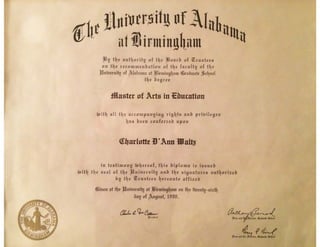 The University of Alabama
at Birmingham
By the authority of the Board of Trustees
on the recommendation of the faculty of the
University of Alabama at Birmingham Graduate School
the degree
Master of Arts in Education
with all the accompanying rights and privileges
has been conferred upon
Charlotte D'Ann Waltz
in testimony whereof, this diploma is issued
with the seal of the University and the signatures authorized
by the Trustees hereunto affixed
Given at the University at Birmingham on the twenty-ninth
day of August,
President